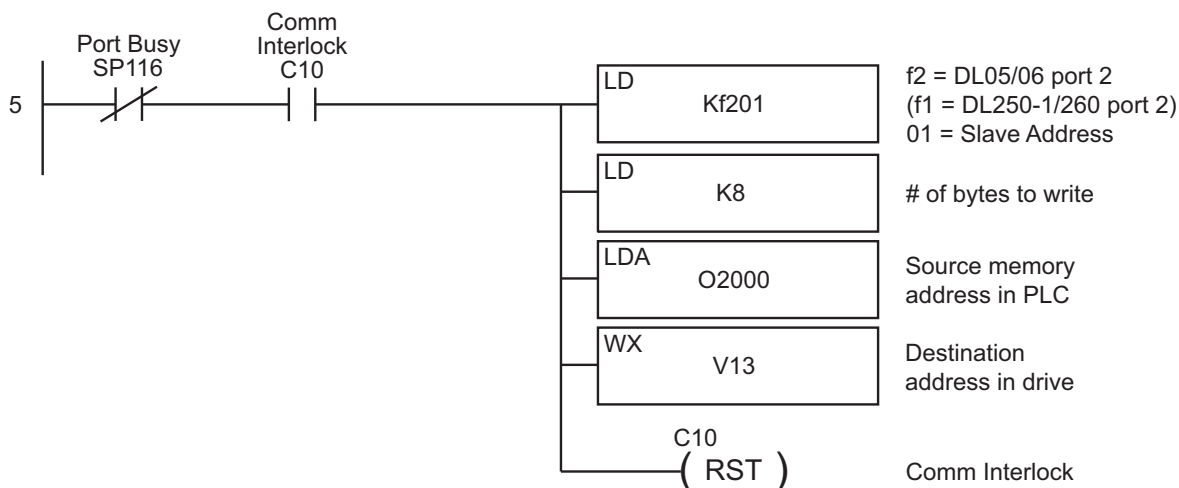 Port Busy
SP116
Comm
Interlock
C10
5
LD
Kf201
f2 = DL05/06 port 2
(f1 = DL250-1/260 port 2)
01 = Slave Address
LD
K8
# of bytes to write
LDA
O2000
Source memory
address in PLC
WX
V13
Destination
address in drive
C10
( RST )
Comm Interlock